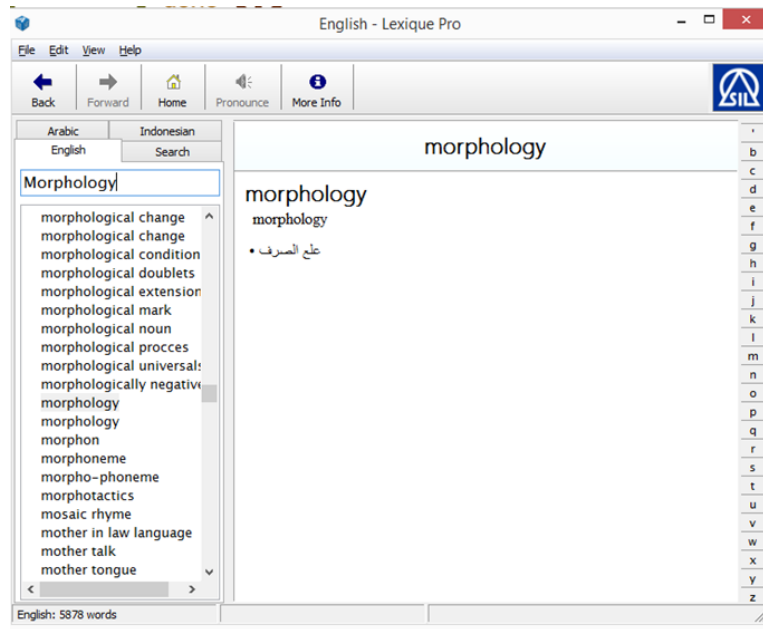 English - Lexique Pro
File Edit View Help
Back Forward Home Pronounce More Info
SIL
Arabic Indonesian
English Search
Morphology
morphological change
morphological change
morphological condition
morphological doublets
morphological extension
morphological mark
morphological noun
morphological procces
morphological universals
morphologically negative
morphology
morphology
morphon
morphoneme
morpho-phoneme
morphotactics
mosaic rhyme
mother in law language
mother talk
mother tongue
English: 5878 words
morphology
morphology
morphology
• علع الصرف
'
b
c
d
e
f
g
h
i
j
k
l
m
n
o
p
q
r
s
t
u
v
w
x
y
z